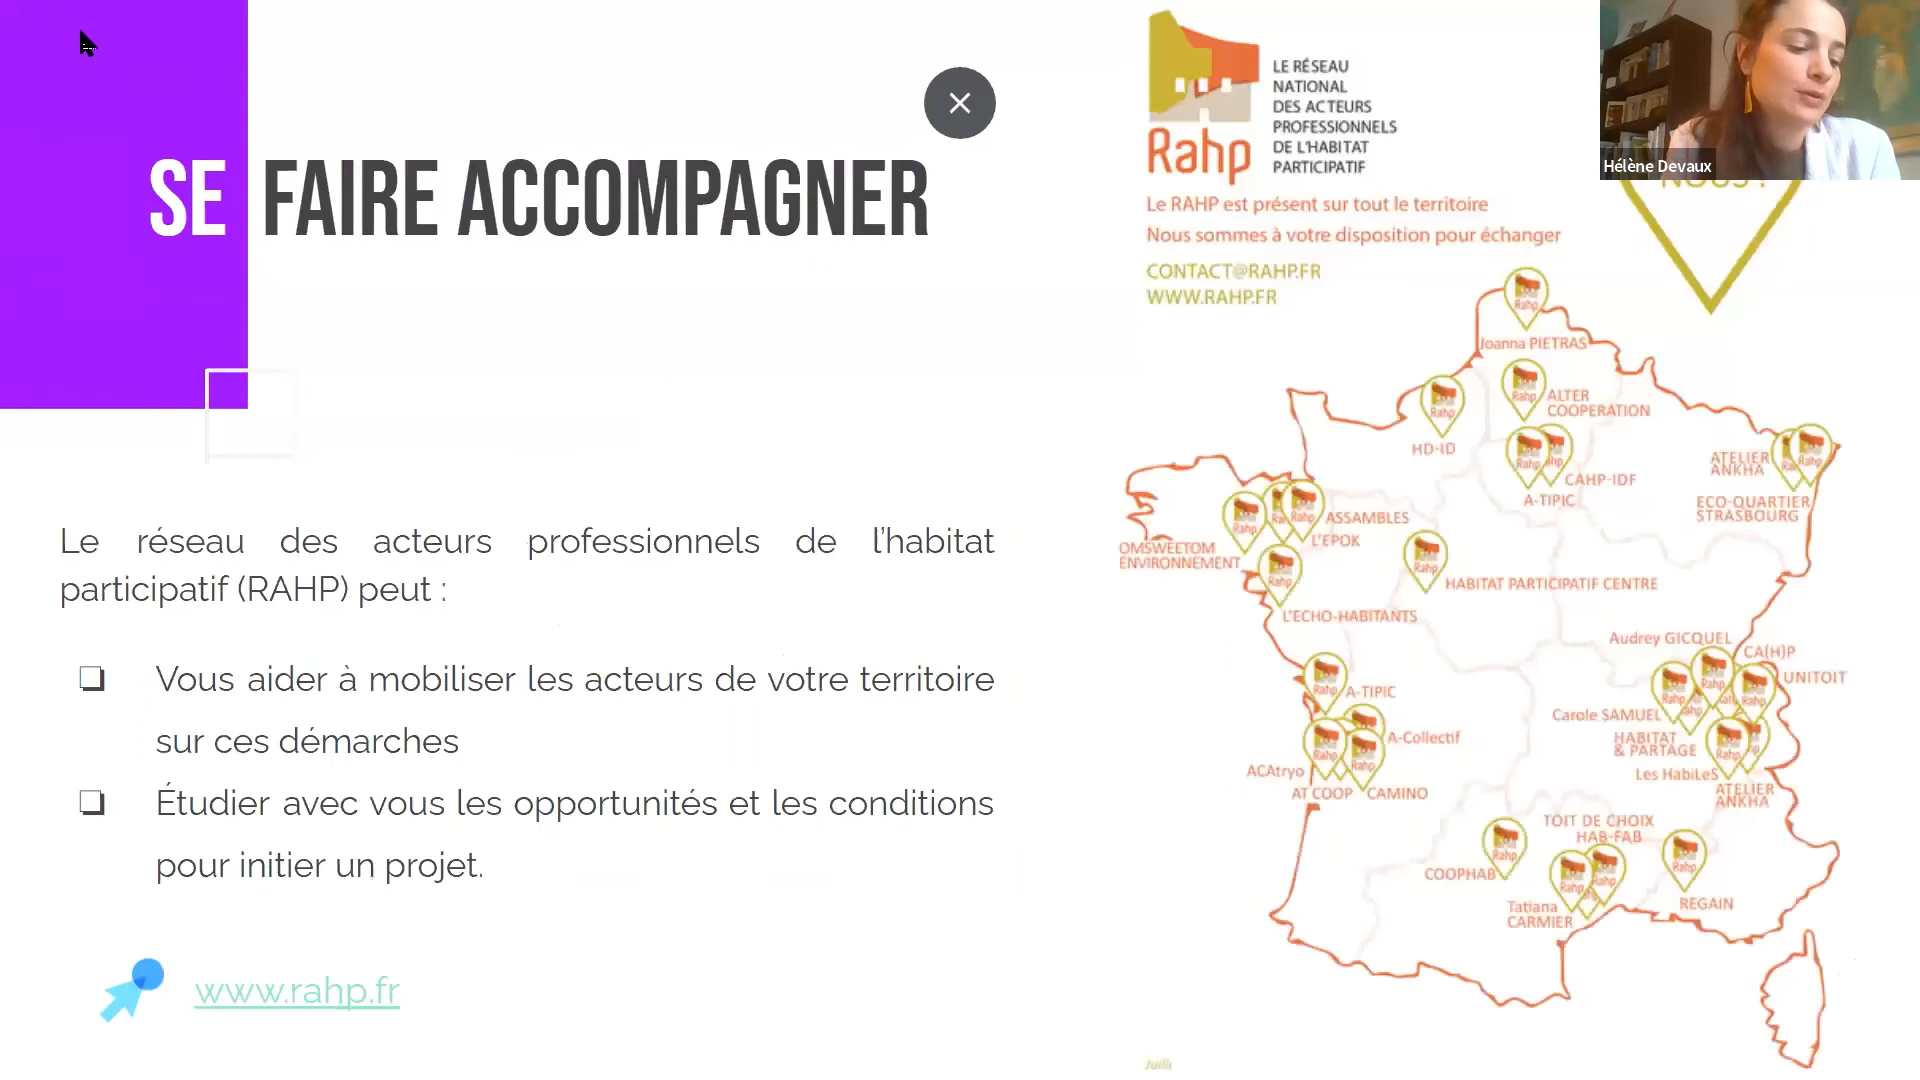 SE FAIRE ACCOMPAGNER
Le réseau des acteurs professionnels de l'habitat
participatif (RAHP) peut :
❏ Vous aider à mobiliser les acteurs de votre territoire
sur ces démarches
❏ Étudier avec vous les opportunités et les conditions
pour initier un projet.
www.rahp.fr
Rahp
LE RÉSEAU
NATIONAL
DES ACTEURS
PROFESSIONNELS
DE L'HABITAT
PARTICIPATIF
Le RAHP est présent sur tout le territoire
Nous sommes à votre disposition pour échanger
CONTACT@RAHP.FR
WWW.RAHP.FR
Hélène Devaux
NOUS !
Joanna PIETRAS
ALTER
COOPERATION
HD-ID
CAHP-IDF
A-TIPIC
ATELIER
ANKHA
ECO-QUARTIER
STRASBOURG
ASSAMBLES
L'EPOK
OMSWEETOM
ENVIRONNEMENT
HABITAT PARTICIPATIF CENTRE
L'ECHO-HABITANTS
Audrey GICQUEL
CA(H)P
UNITOIT
A-TIPIC
Carole SAMUEL
A-Collectif
HABITAT
& PARTAGE
ACAtryo
Les HabiLeS
AT COOP
CAMINO
ATELIER
ANKHA
TOIT DE CHOIX
HAB-FAB
COOPHAB
REGAIN
Tatiana
CARMIER